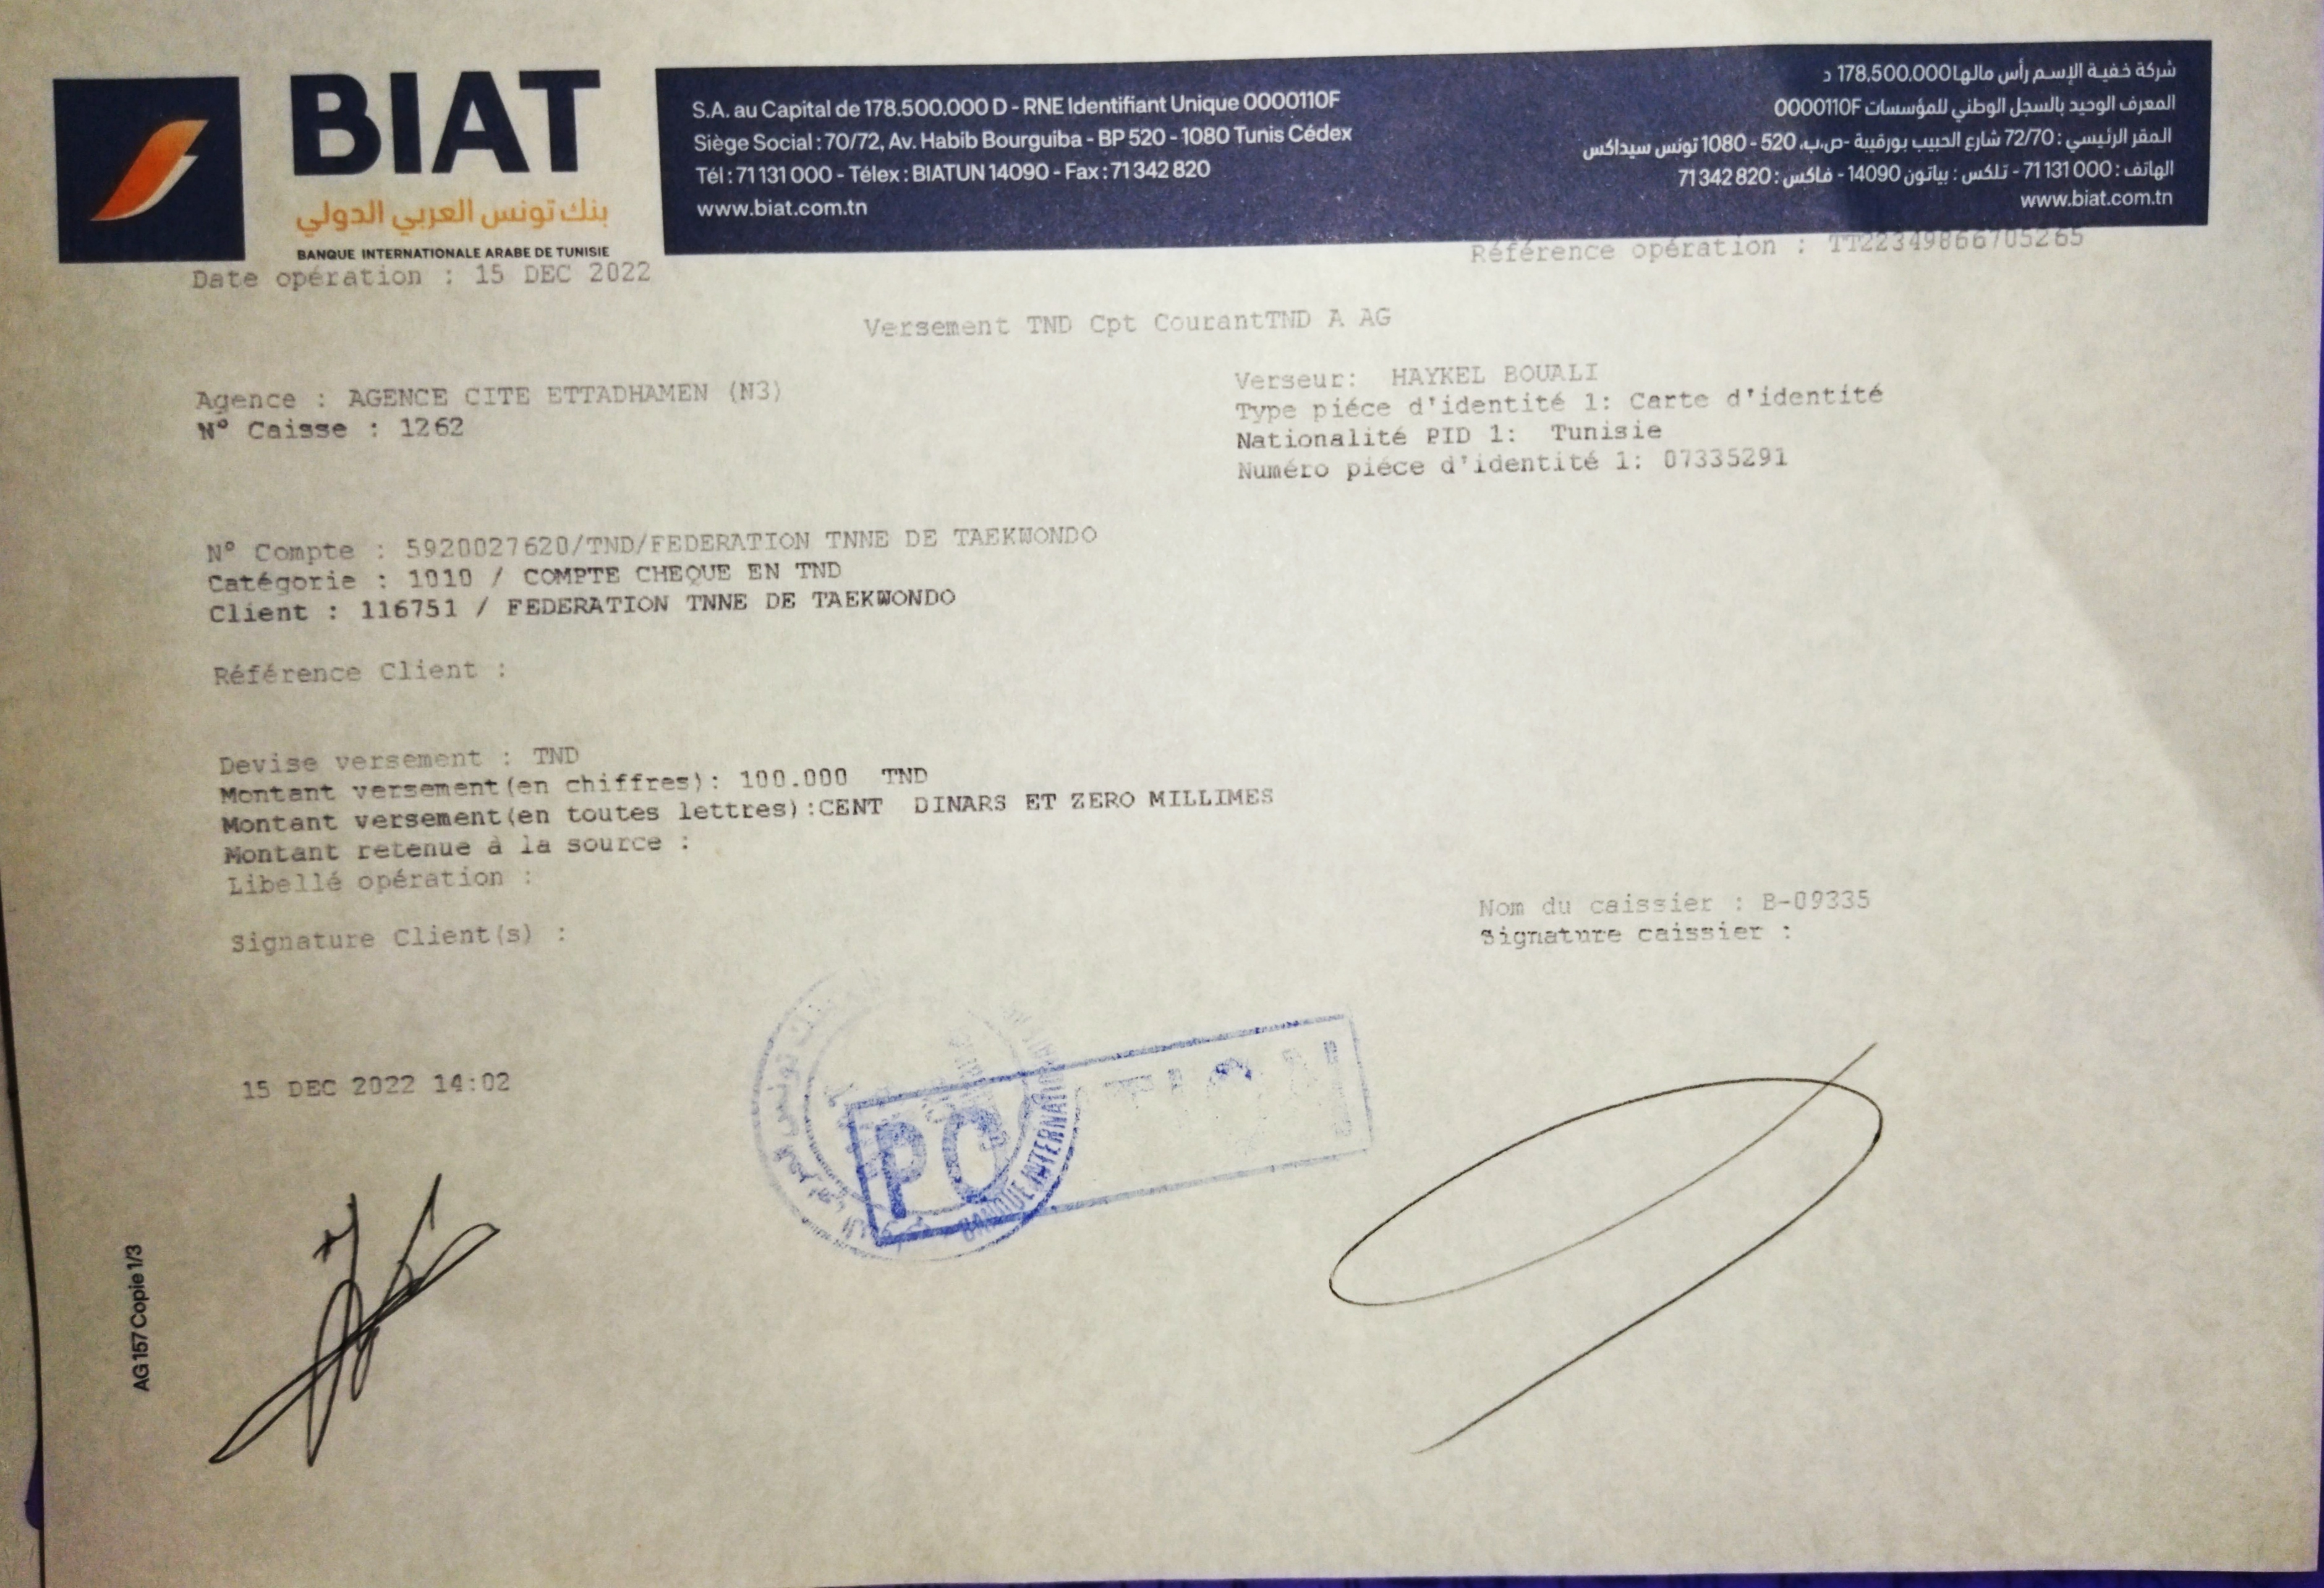 BIAT
بنك تونس العربي الدولي
BANQUE INTERNATIONALE ARABE DE TUNISIE
S.A. au Capital de 178.500.000 D - RNE Identifiant Unique 0000110F
Siège Social : 70/72, Av. Habib Bourguiba - BP 520 - 1080 Tunis Cédex
Tél : 71 131 000 - Télex : BIATUN 14090 - Fax : 71 342 820
www.biat.com.tn
شركة خفية الإسم رأس مالها 178.500.000 د
المعرف الوحيد بالسجل الوطني للمؤسسات 0000110F
المقر الرئيسي : 72/70 شارع الحبيب بورقيبة -ص.ب. 520 - 1080 تونس سيداكس
الهاتف : 71 131 000 - تلكس : بياتون 14090 - فاكس : 71 342 820
www.biat.com.tn
Date opération : 15 DEC 2022
Référence opération : TT22349866705265
Versement TND Cpt CourantTND A AG
Agence : AGENCE CITE ETTADHAMEN (N3)
N° Caisse : 1262
Verseur: HAYKEL BOUALI
Type piéce d'identité 1: Carte d'identité
Nationalité PID 1: Tunisie
Numéro piéce d'identité 1: 07335291
N° Compte : 5920027620/TND/FEDERATION TNNE DE TAEKWONDO
Catégorie : 1010 / COMPTE CHEQUE EN TND
Client : 116751 / FEDERATION TNNE DE TAEKWONDO
Référence Client :
Devise versement : TND
Montant versement(en chiffres): 100.000 TND
Montant versement(en toutes lettres):CENT DINARS ET ZERO MILLIMES
Montant retenue à la source :
Libellé opération :
Signature Client(s) :
Nom du caissier : B-09335
Signature caissier :
15 DEC 2022 14:02
PC
BANQUE INTERNATIONALE
AG 157 Copie 1/3